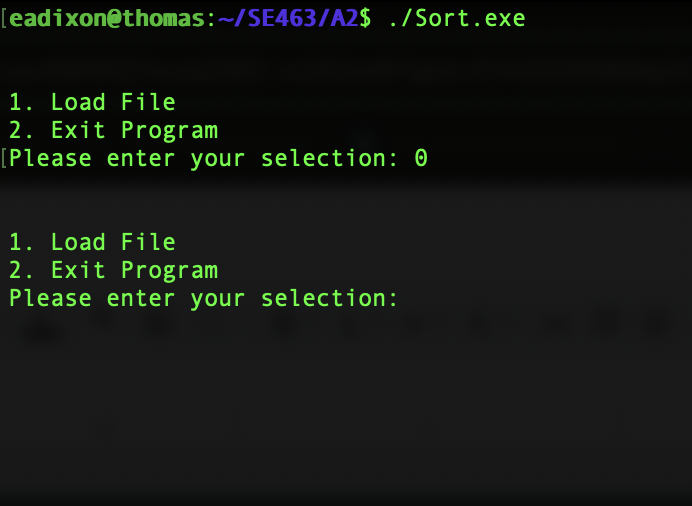 [eadixon@thomas:~/SE463/A2$ ./Sort.exe
1. Load File
2. Exit Program
[Please enter your selection: 0
1. Load File
2. Exit Program
Please enter your selection: